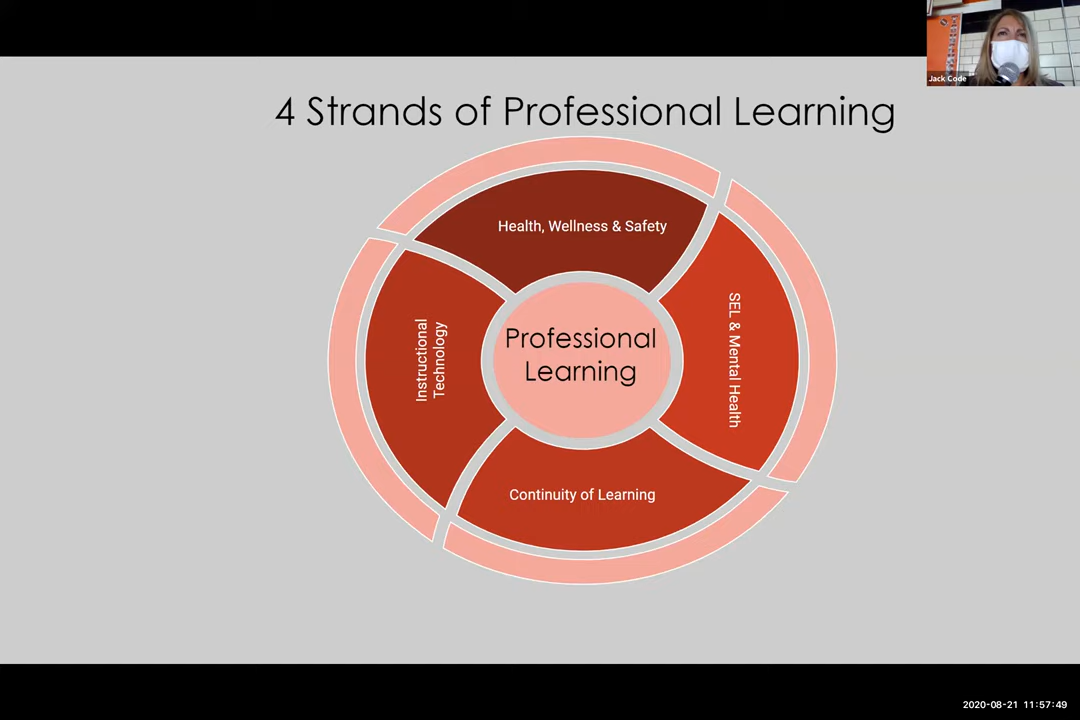 Jack Code
4 Strands of Professional Learning
Health, Wellness & Safety
SEL & Mental Health
Professional
Learning
Instructional
Technology
Continuity of Learning
2020-08-21 11:57:49